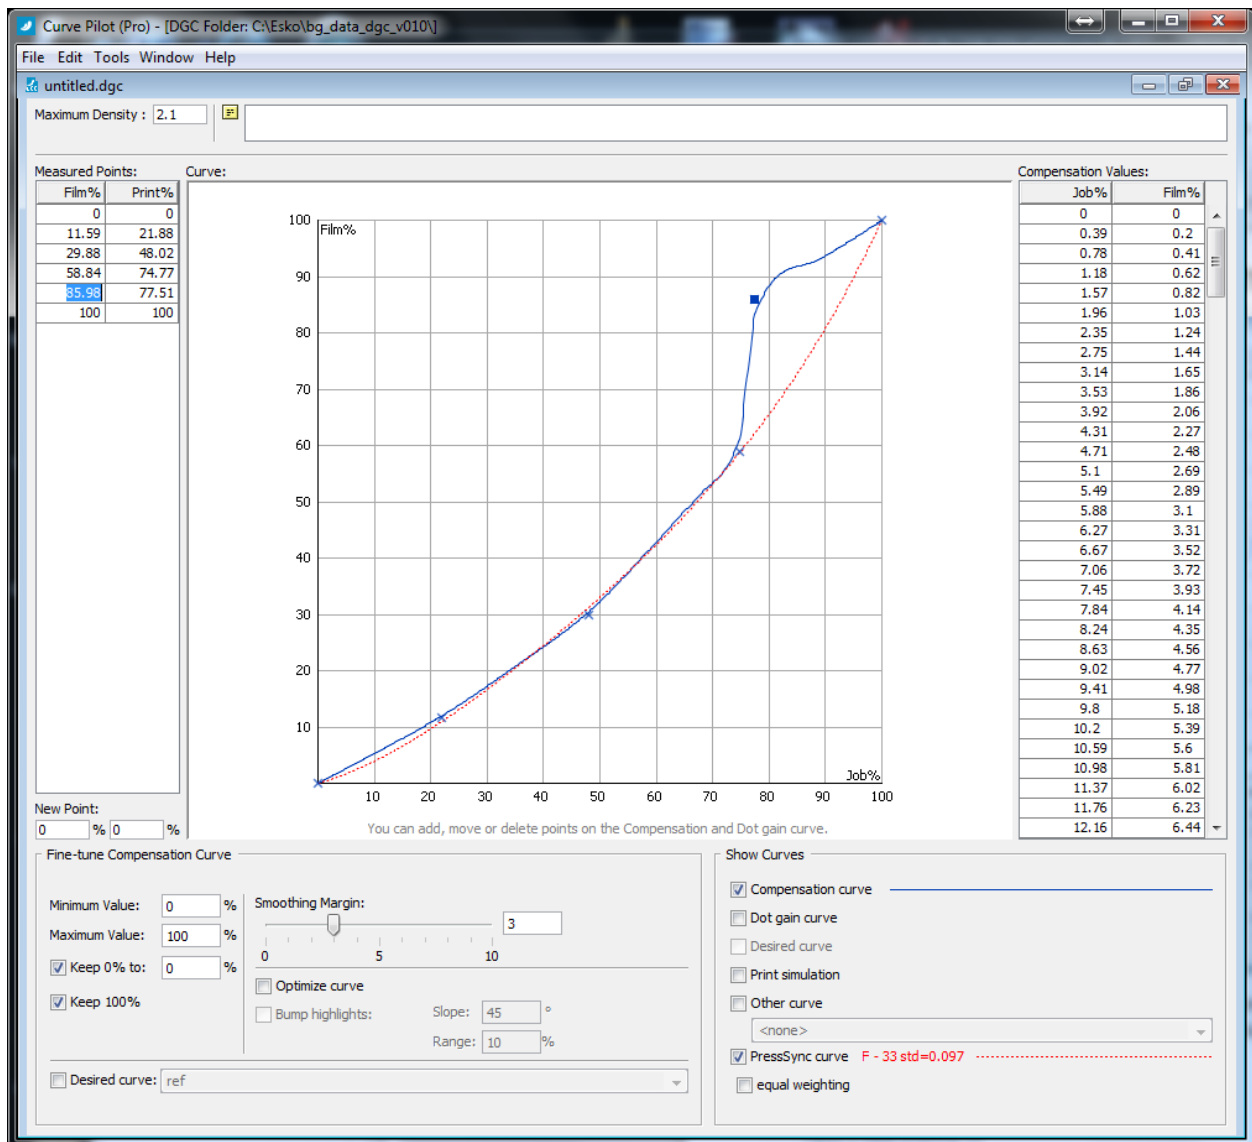 Curve Pilot (Pro) - [DGC Folder: C:\Esko\bg_data_dgc_v010\]
File Edit Tools Window Help
untitled.dgc
Maximum Density : 2.1
Measured Points:
Film% Print%
0 0
11.59 21.88
29.88 48.02
58.84 74.77
85.98 77.51
100 100
New Point:
0 % 0 %
Curve:
Film%
100
90
80
70
60
50
40
30
20
10
Job%
10 20 30 40 50 60 70 80 90 100
You can add, move or delete points on the Compensation and Dot gain curve.
Compensation Values:
Job% Film%
0 0
0.39 0.2
0.78 0.41
1.18 0.62
1.57 0.82
1.96 1.03
2.35 1.24
2.75 1.44
3.14 1.65
3.53 1.86
3.92 2.06
4.31 2.27
4.71 2.48
5.1 2.69
5.49 2.89
5.88 3.1
6.27 3.31
6.67 3.52
7.06 3.72
7.45 3.93
7.84 4.14
8.24 4.35
8.63 4.56
9.02 4.77
9.41 4.98
9.8 5.18
10.2 5.39
10.59 5.6
10.98 5.81
11.37 6.02
11.76 6.23
12.16 6.44
Fine-tune Compensation Curve
Minimum Value: 0 %
Maximum Value: 100 %
Keep 0% to: 0 %
Keep 100%
Smoothing Margin:
3
0 5 10
Optimize curve
Bump highlights: Slope: 45 °
Range: 10 %
Desired curve: ref
Show Curves
Compensation curve
Dot gain curve
Desired curve
Print simulation
Other curve
<none>
PressSync curve F - 33 std=0.097
equal weighting